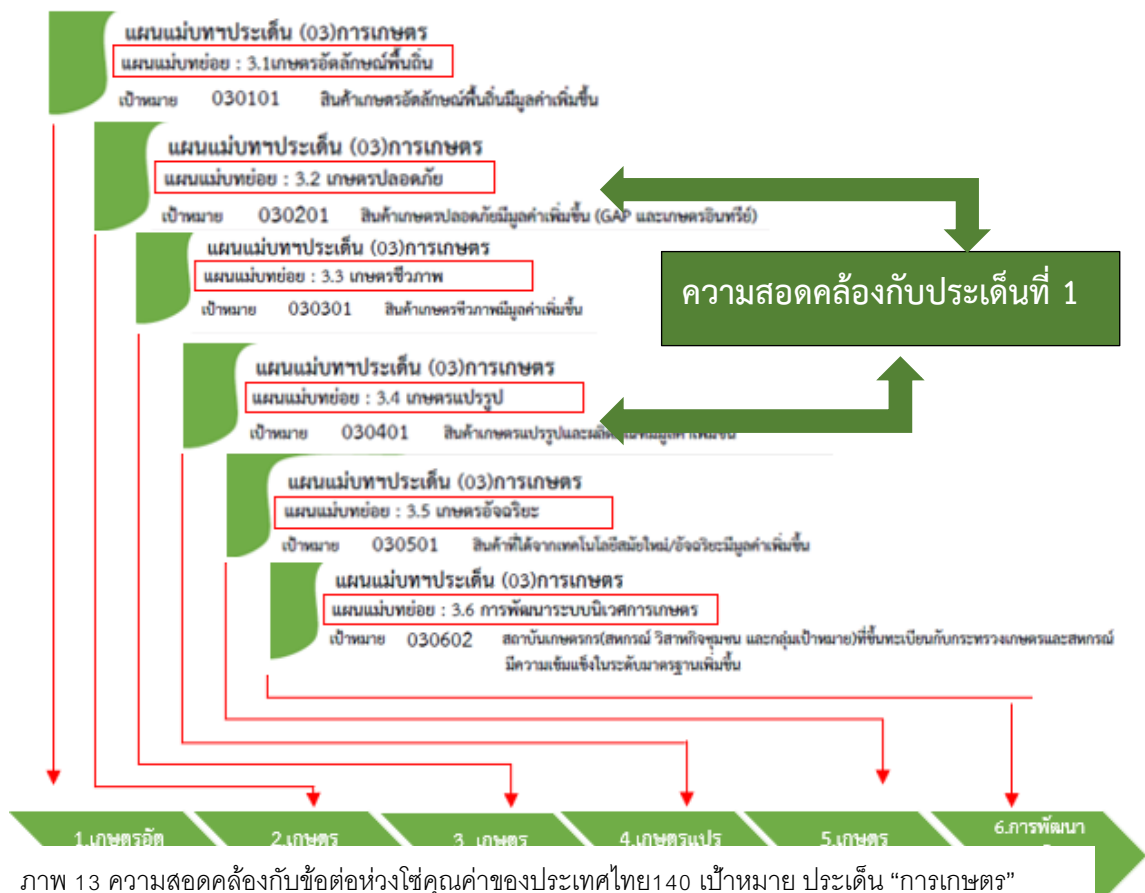 แผนแม่บทฯประเด็น (03)การเกษตร
แผนแม่บทย่อย : 3.1เกษตรอัตลักษณ์พื้นถิ่น
เป้าหมาย 030101 สินค้าเกษตรอัตลักษณ์พื้นถิ่นมีมูลค่าเพิ่มขึ้น
แผนแม่บทฯประเด็น (03)การเกษตร
แผนแม่บทย่อย : 3.2 เกษตรปลอดภัย
เป้าหมาย 030201 สินค้าเกษตรปลอดภัยมีมูลค่าเพิ่มขึ้น (GAP และเกษตรอินทรีย์)
แผนแม่บทฯประเด็น (03)การเกษตร
แผนแม่บทย่อย : 3.3 เกษตรชีวภาพ
เป้าหมาย 030301 สินค้าเกษตรชีวภาพมีมูลค่าเพิ่มขึ้น
ความสอดคล้องกับประเด็นที่ 1
แผนแม่บทฯประเด็น (03)การเกษตร
แผนแม่บทย่อย : 3.4 เกษตรแปรรูป
เป้าหมาย 030401 สินค้าเกษตรแปรรูปและ
แผนแม่บทฯประเด็น (03)การเกษตร
แผนแม่บทย่อย : 3.5 เกษตรอัจฉริยะ
เป้าหมาย 030501 สินค้าที่ได้จากเทคโนโลยีสมัยใหม่/อัจฉริยะมีมูลค่าเพิ่มขึ้น
แผนแม่บทฯประเด็น (03)การเกษตร
แผนแม่บทย่อย : 3.6 การพัฒนาระบบนิเวศการเกษตร
เป้าหมาย 030602 สถาบันเกษตรกร(สหกรณ์ วิสาหกิจชุมชน และกลุ่มเป้าหมาย)ที่ขึ้นทะเบียนกับกระทรวงเกษตรและสหกรณ์
มีความเข้มแข็งในระดับมาตรฐานเพิ่มขึ้น
1.เกษตรอัต
2.เกษตร
3. เกษตร
4.เกษตรแปร
5.เกษตร
6.การพัฒนา
ภาพ 13 ความสอดคล้องกับข้อต่อห่วงโซ่คุณค่าของประเทศไทย140 เป้าหมาย ประเด็น “การเกษตร”